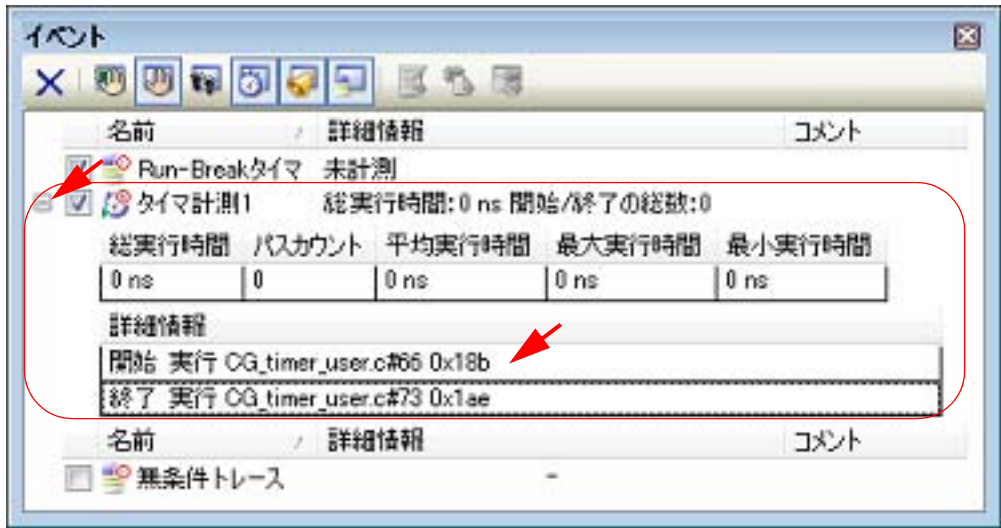 イベント
名前 詳細情報 コメント
Run-Breakタイマ 未計測
タイマ計測1 総実行時間:0 ns 開始/終了の総数:0
総実行時間 パスカウント 平均実行時間 最大実行時間 最小実行時間
0 ns 0 0 ns 0 ns 0 ns
詳細情報
開始 実行 CG_timer_user.c#66 0x18b
終了 実行 CG_timer_user.c#73 0x1ae
名前 詳細情報 コメント
無条件トレース -